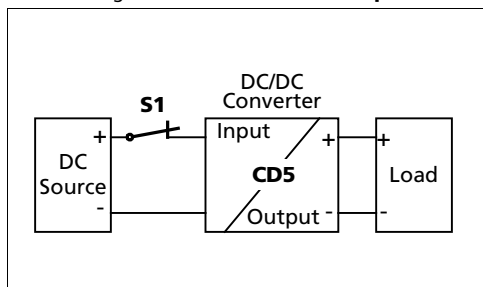 DC/DC
Converter
S1
+
Input
+
+
DC
Source
CD5
Load
-
Output
-
-